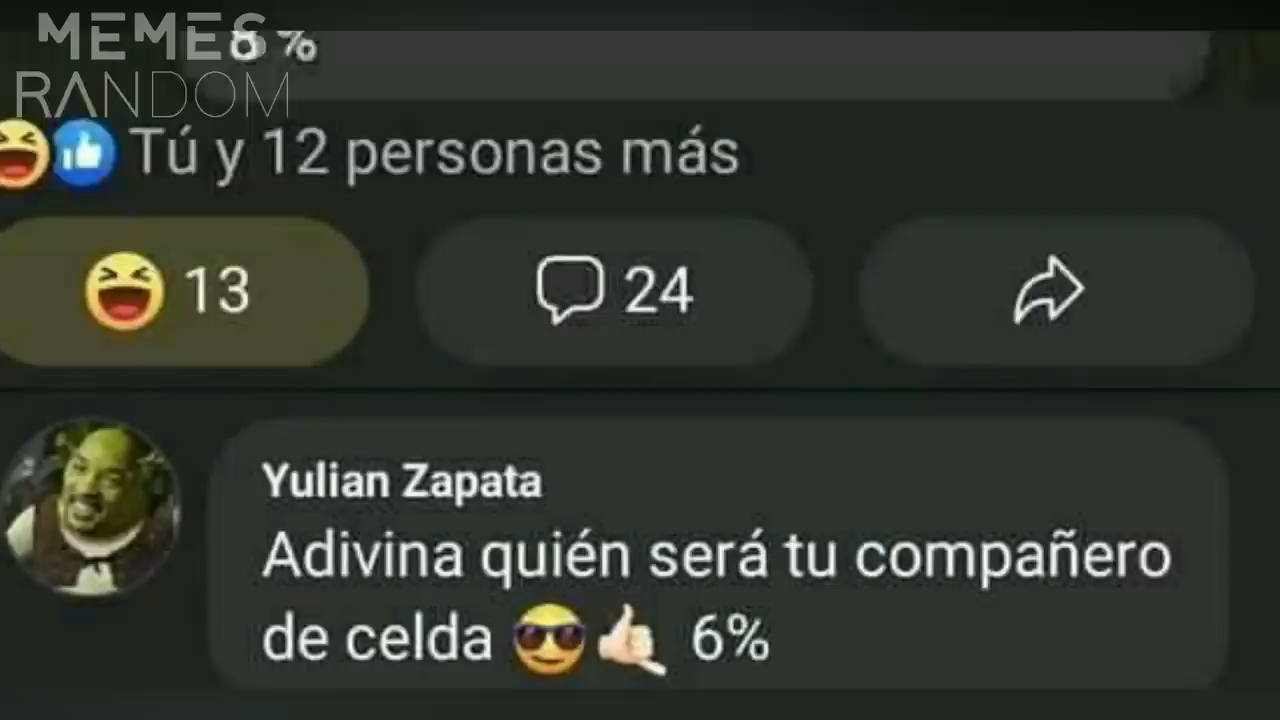 MEMES
RANDOM
%
Tú y 12 personas más
13
24
Yulian Zapata
Adivina quién será tu compañero
de celda 😎🤙🏻 6%